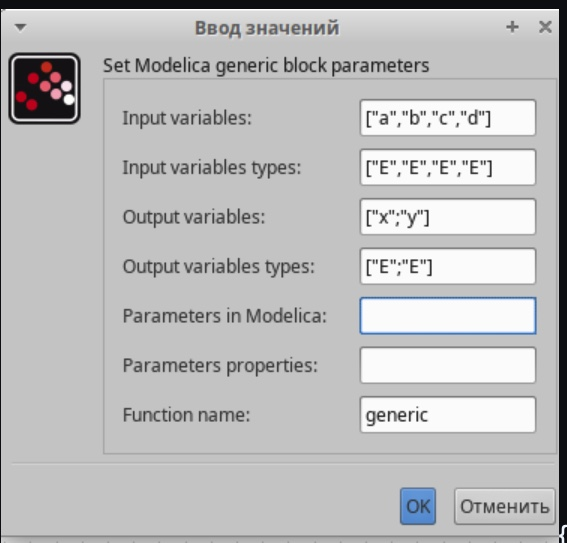 Ввод значений
Set Modelica generic block parameters
Input variables: ["a","b","c","d"]
Input variables types: ["E","E","E","E"]
Output variables: ["x";"y"]
Output variables types: ["E";"E"]
Parameters in Modelica:
Parameters properties:
Function name: generic
OK Отменить
{